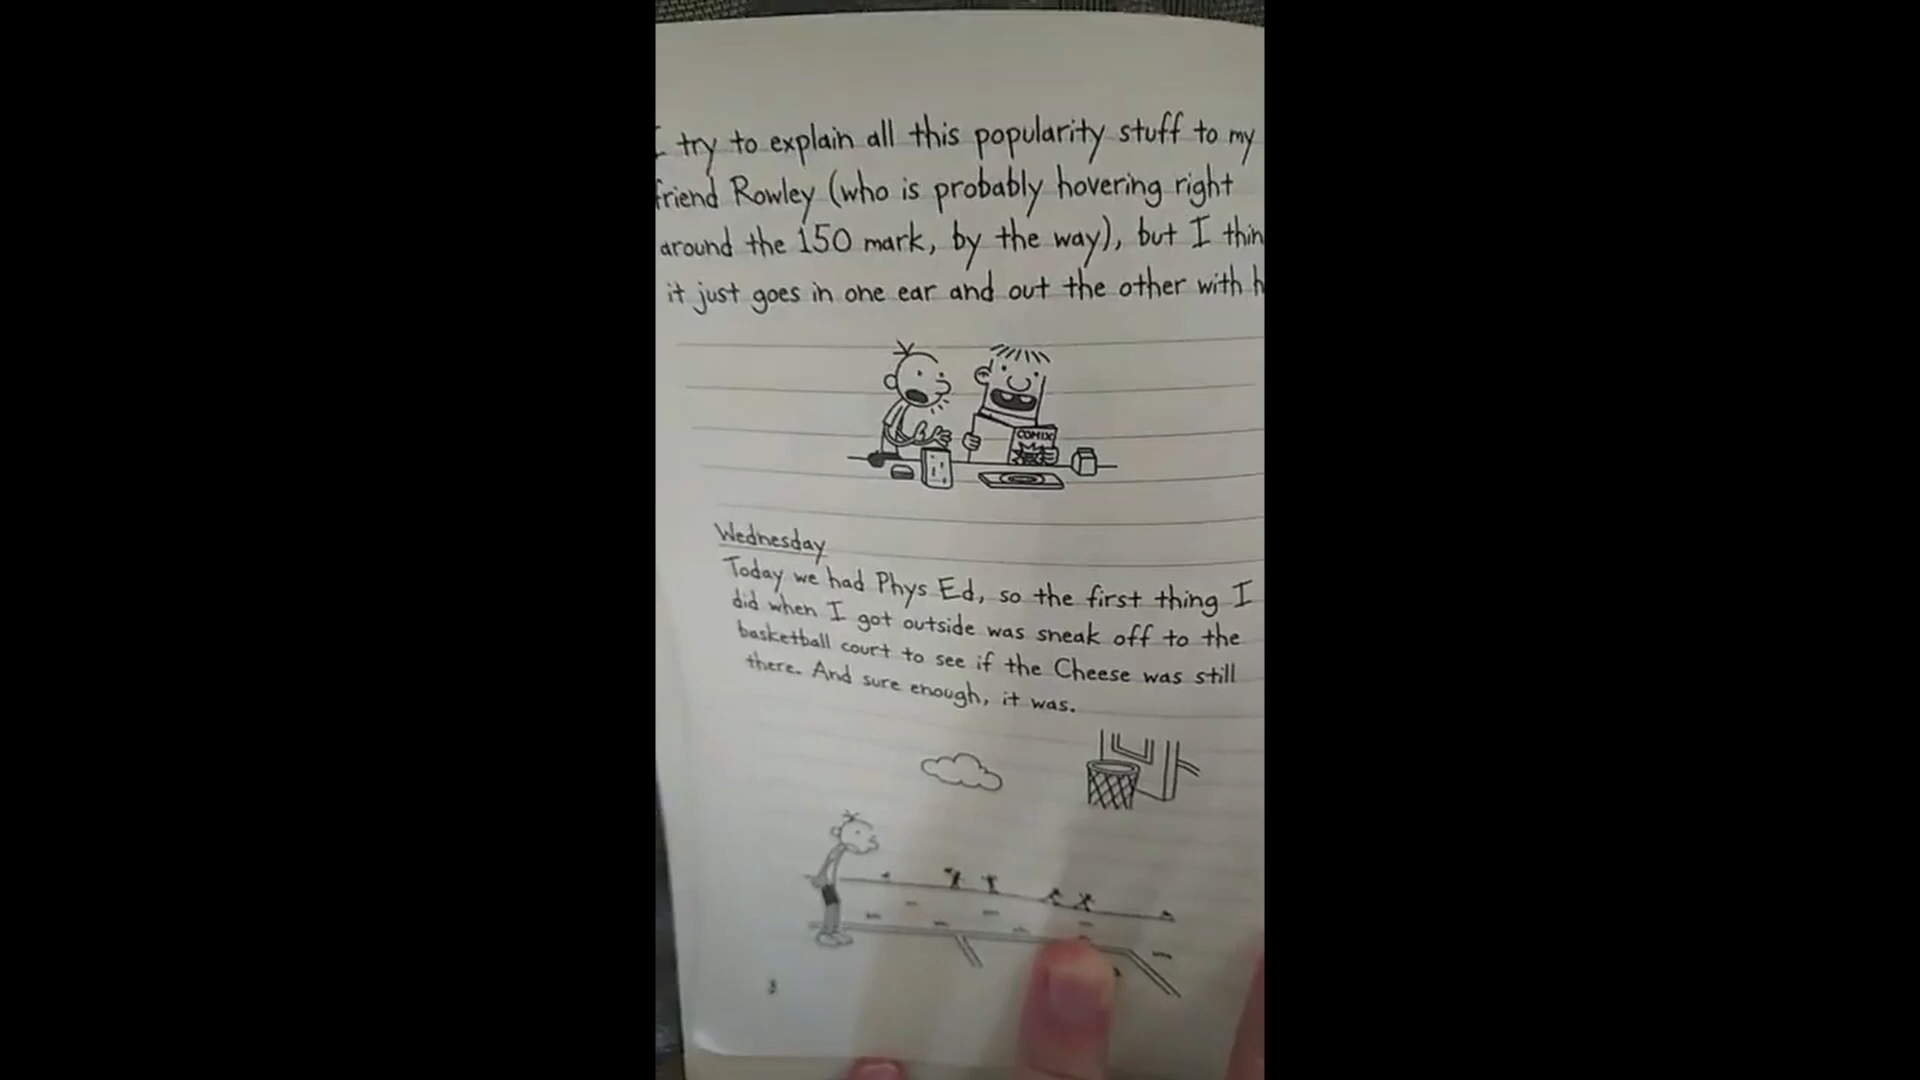 I try to explain all this popularity stuff to my
friend Rowley (who is probably hovering right
around the 150 mark, by the way), but I thin
it just goes in one ear and out the other with h
COMIX
Wednesday
Today we had Phys Ed, so the first thing I
did when I got outside was sneak off to the
basketball court to see if the Cheese was still
there. And sure enough, it was.